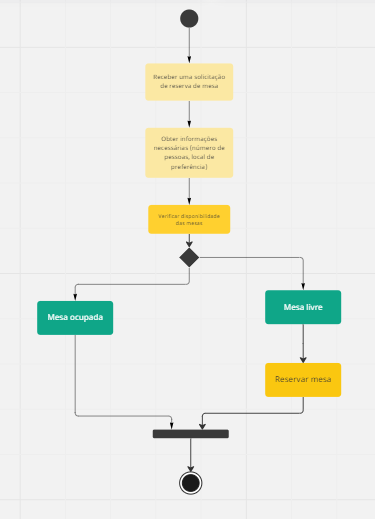 Receber uma solicitação
de reserva de mesa
Obter informações
necessárias (número de
pessoas, local de
preferência)
Verificar disponibilidade
das mesas
Mesa ocupada
Mesa livre
Reservar mesa